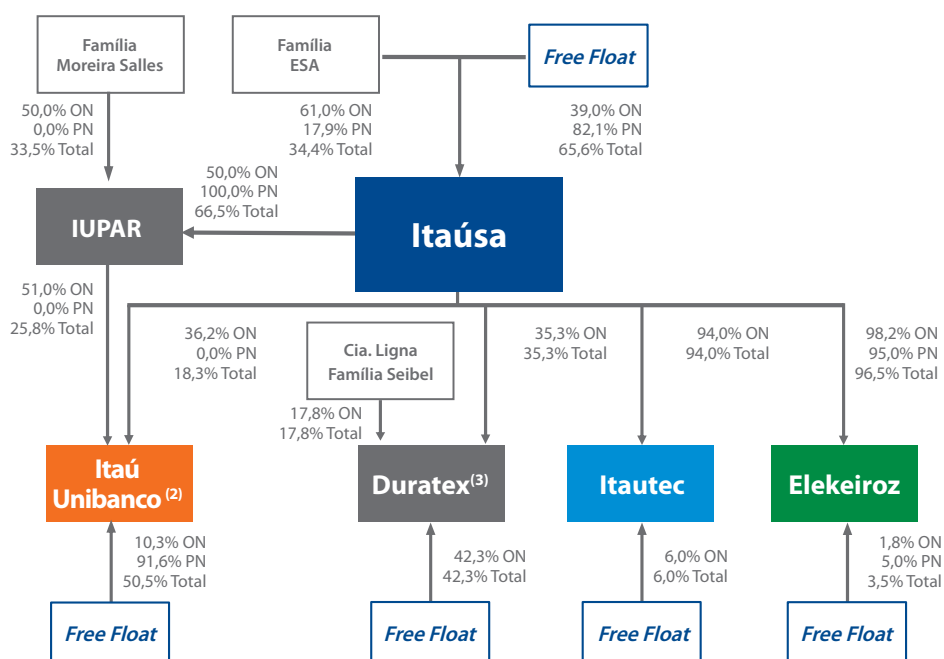 Família
Moreira Salles
Família
ESA
Free Float
50,0% ON
0,0% PN
33,5% Total
61,0% ON
17,9% PN
34,4% Total
39,0% ON
82,1% PN
65,6% Total
50,0% ON
100,0% PN
66,5% Total
IUPAR
Itaúsa
51,0% ON
0,0% PN
25,8% Total
36,2% ON
0,0% PN
18,3% Total
Cia. Ligna
Família Seibel
35,3% ON
35,3% Total
94,0% ON
94,0% Total
98,2% ON
95,0% PN
96,5% Total
17,8% ON
17,8% Total
Itaú
Unibanco (2)
Duratex(3)
Itautec
Elekeiroz
10,3% ON
91,6% PN
50,5% Total
42,3% ON
42,3% Total
6,0% ON
6,0% Total
1,8% ON
5,0% PN
3,5% Total
Free Float
Free Float
Free Float
Free Float